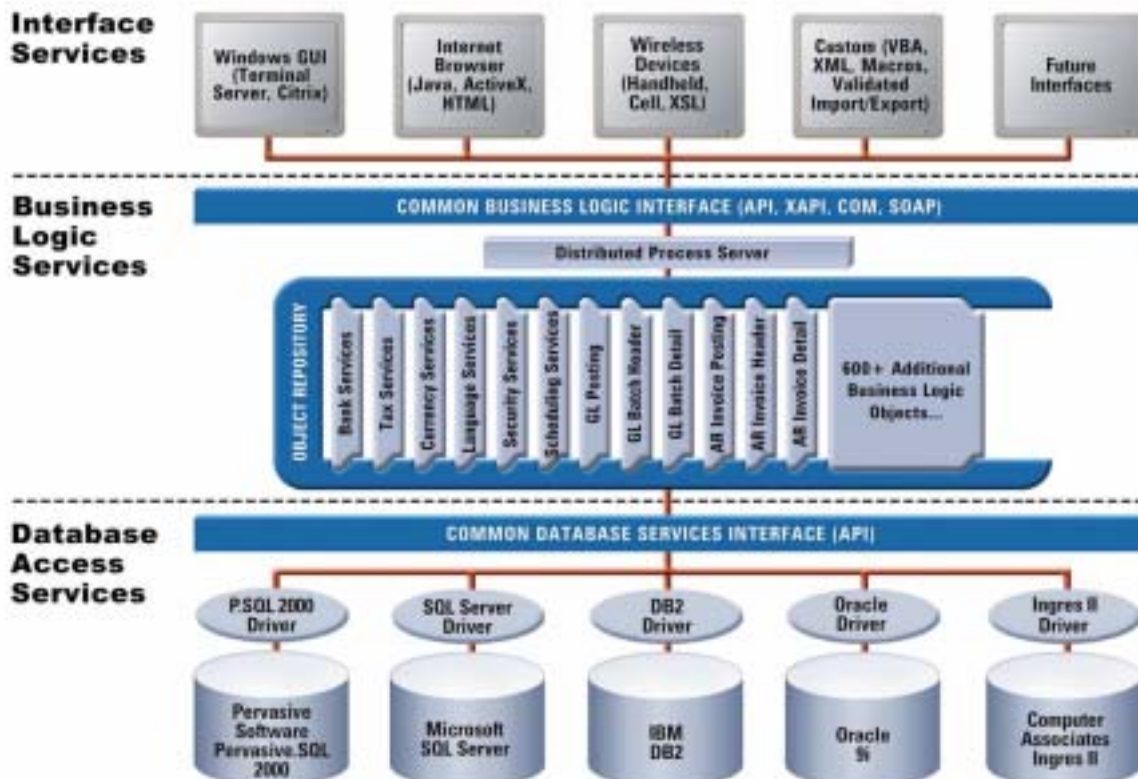 Interface
Services
Windows GUI
(Terminal
Server, Citrix)
Internet
Browser
(Java, ActiveX,
HTML)
Wireless
Devices
(Handheld,
Cell, XSL)
Custom (VBA,
XML, Macros,
Validated
Import/Export)
Future
Interfaces
Business
Logic
Services
COMMON BUSINESS LOGIC INTERFACE (API, XAPI, COM, SOAP)
Distributed Process Server
OBJECT REPOSITORY
Bank Services
Tax Services
Currency Services
Language Services
Security Services
Scheduling Services
GL Posting
GL Batch Header
GL Batch Detail
AR Invoice Posting
AR Invoice Header
AR Invoice Detail
600+ Additional
Business Logic
Objects...
Database
Access
Services
COMMON DATABASE SERVICES INTERFACE (API)
P.SQL 2000
Driver
SQL Server
Driver
DB2
Driver
Oracle
Driver
Ingres II
Driver
Pervasive
Software
Pervasive.SQL
2000
Microsoft
SQL Server
IBM
DB2
Oracle
9i
Computer
Associates
Ingres II